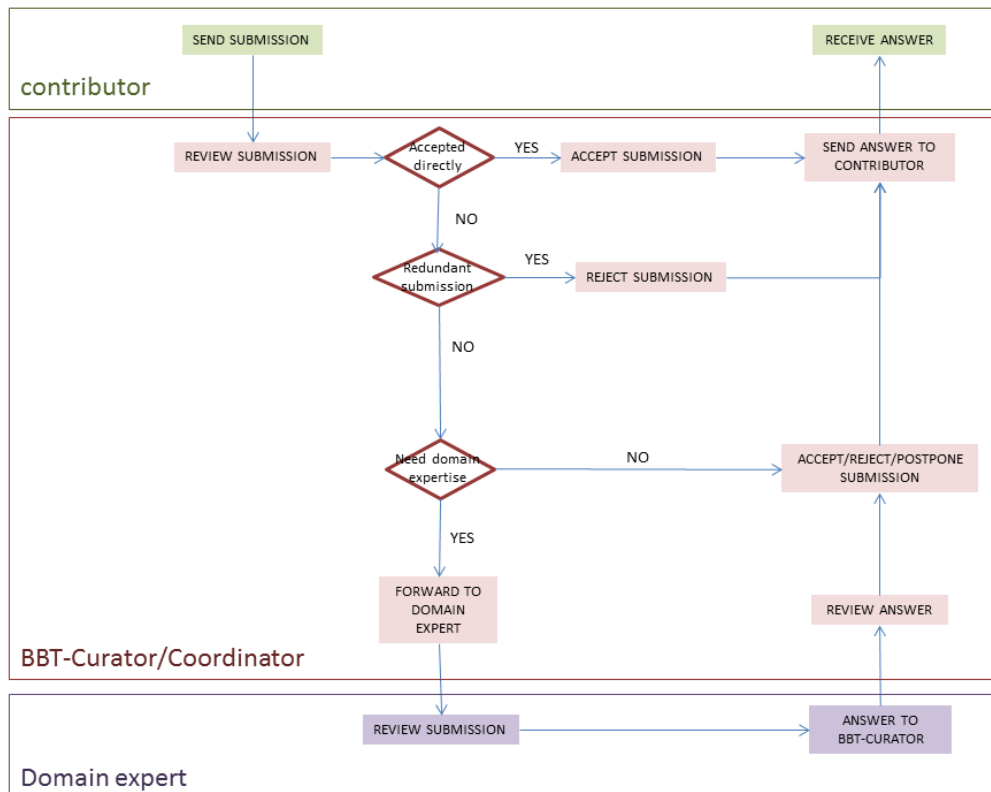 SEND SUBMISSION
RECEIVE ANSWER
contributor
REVIEW SUBMISSION
Accepted
directly
YES
ACCEPT SUBMISSION
SEND ANSWER TO
CONTRIBUTOR
NO
Redundant
submission
YES
REJECT SUBMISSION
NO
Need domain
expertise
NO
ACCEPT/REJECT/POSTPONE
SUBMISSION
YES
FORWARD TO
DOMAIN
EXPERT
REVIEW ANSWER
BBT-Curator/Coordinator
REVIEW SUBMISSION
ANSWER TO
BBT-CURATOR
Domain expert